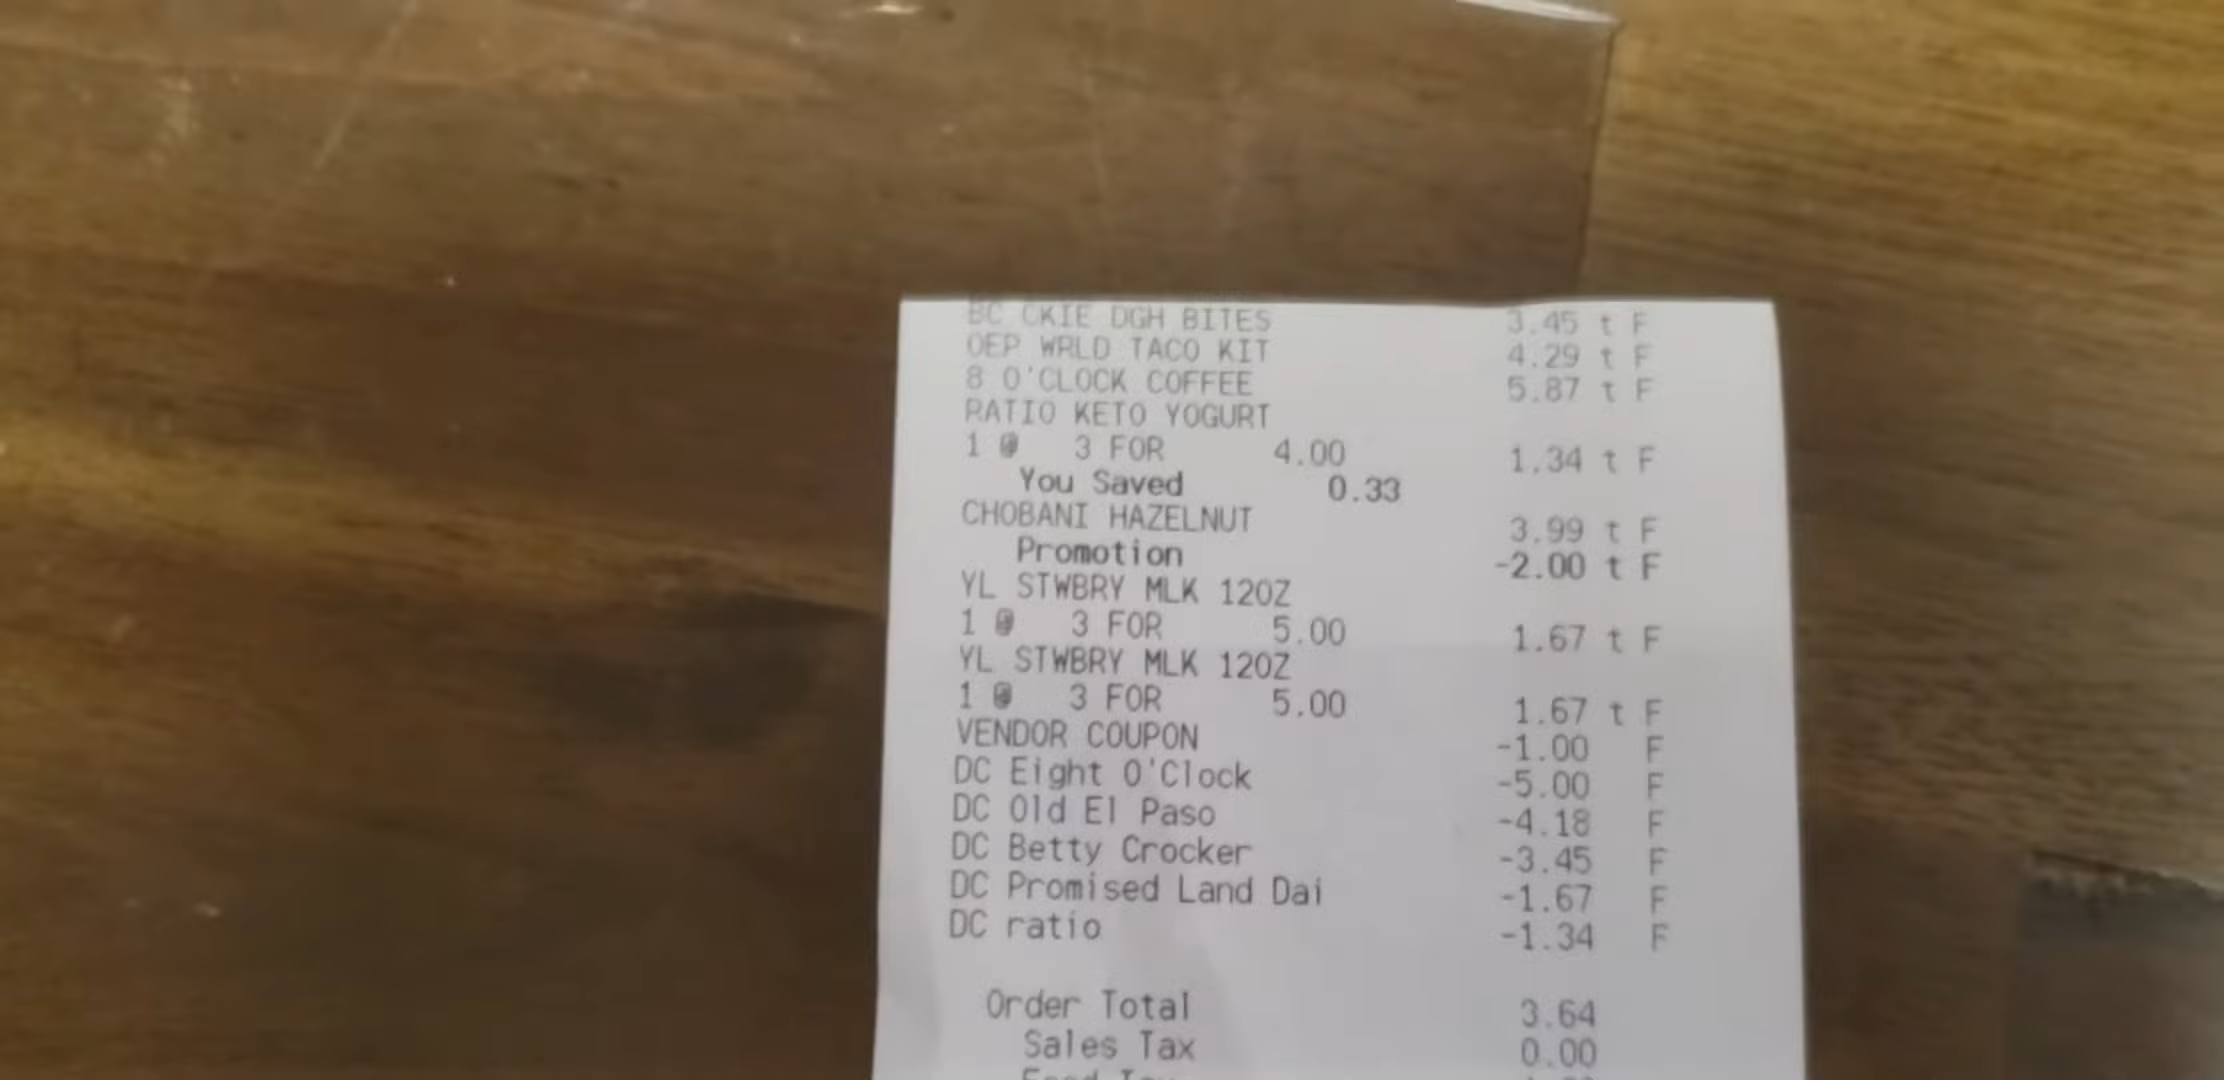 BC CKIE DGH BITES 3.45 t F
OEP WRLD TACO KIT 4.29 t F
8 O'CLOCK COFFEE 5.87 t F
RATIO KETO YOGURT
1 @ 3 FOR 4.00 1.34 t F
You Saved 0.33
CHOBANI HAZELNUT 3.99 t F
Promotion -2.00 t F
YL STWBRY MLK 12OZ
1 @ 3 FOR 5.00 1.67 t F
YL STWBRY MLK 12OZ
1 @ 3 FOR 5.00 1.67 t F
VENDOR COUPON -1.00 F
DC Eight O'Clock -5.00 F
DC Old El Paso -4.18 F
DC Betty Crocker -3.45 F
DC Promised Land Dai -1.67 F
DC ratio -1.34 F
Order Total 3.64
Sales Tax 0.00